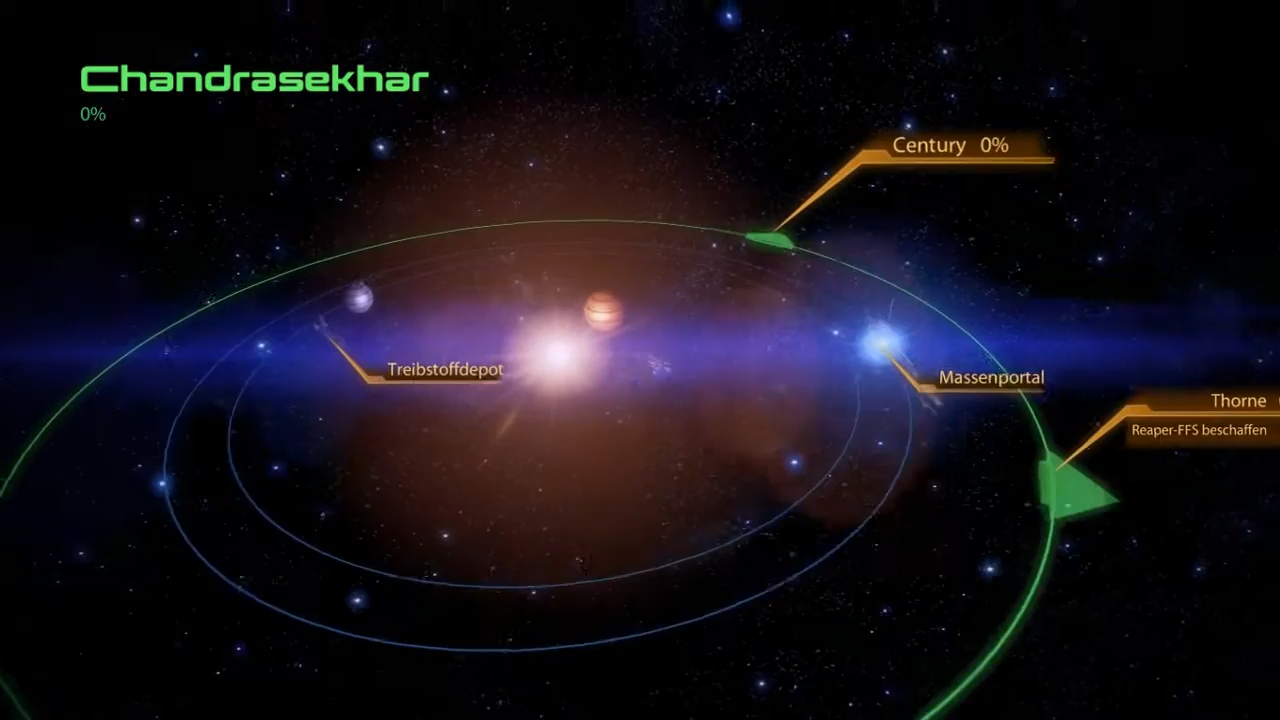 Chandrasekhar
0%
Century 0%
Treibstoffdepot
Massenportal
Thorne
Reaper-FFS beschaffen